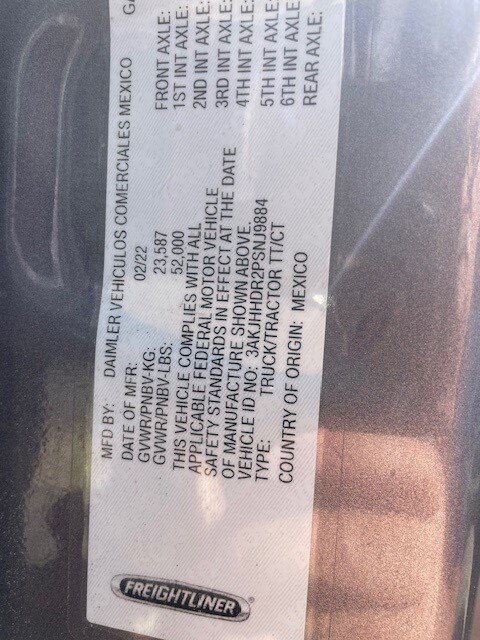 MFD BY: DAIMLER VEHICULOS COMERCIALES MEXICO
DATE OF MFR: 02/22
GVWR/PNBV-KG: 23,587
GVWR/PNBV-LBS: 52,000
THIS VEHICLE COMPLIES WITH ALL
APPLICABLE FEDERAL MOTOR VEHICLE
SAFETY STANDARDS IN EFFECT AT THE DATE
OF MANUFACTURE SHOWN ABOVE.
VEHICLE ID NO: 3AKJHHDR2PSNJ9884
TYPE: TRUCK/TRACTOR TT/CT
COUNTRY OF ORIGIN: MEXICO
FRONT AXLE:
1ST INT AXLE:
2ND INT AXLE:
3RD INT AXLE:
4TH INT AXLE:
5TH INT AXLE:
6TH INT AXLE:
REAR AXLE:
FREIGHTLINER